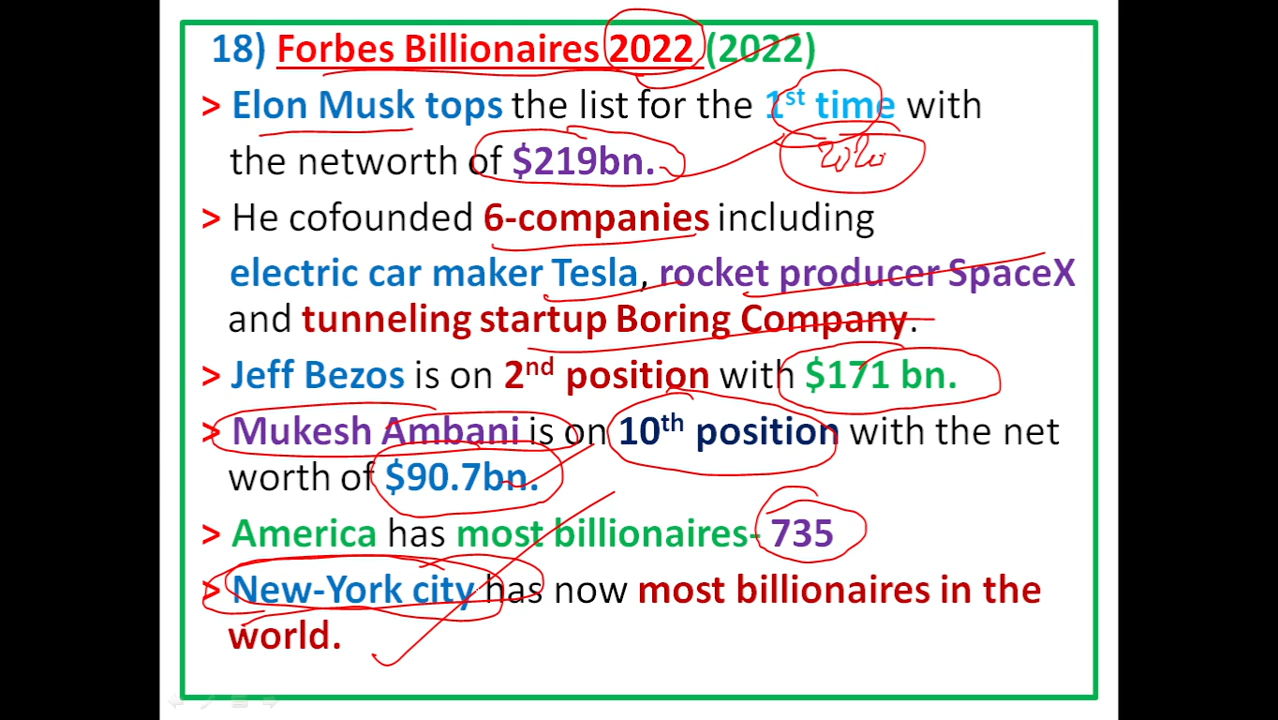 18) Forbes Billionaires 2022 (2022)
> Elon Musk tops the list for the 1st time with
the networth of $219bn.
> He cofounded 6-companies including
electric car maker Tesla, rocket producer SpaceX
and tunneling startup Boring Company.
> Jeff Bezos is on 2nd position with $171 bn.
> Mukesh Ambani is on 10th position with the net
worth of $90.7bn.
> America has most billionaires- 735
> New-York city has now most billionaires in the
world.